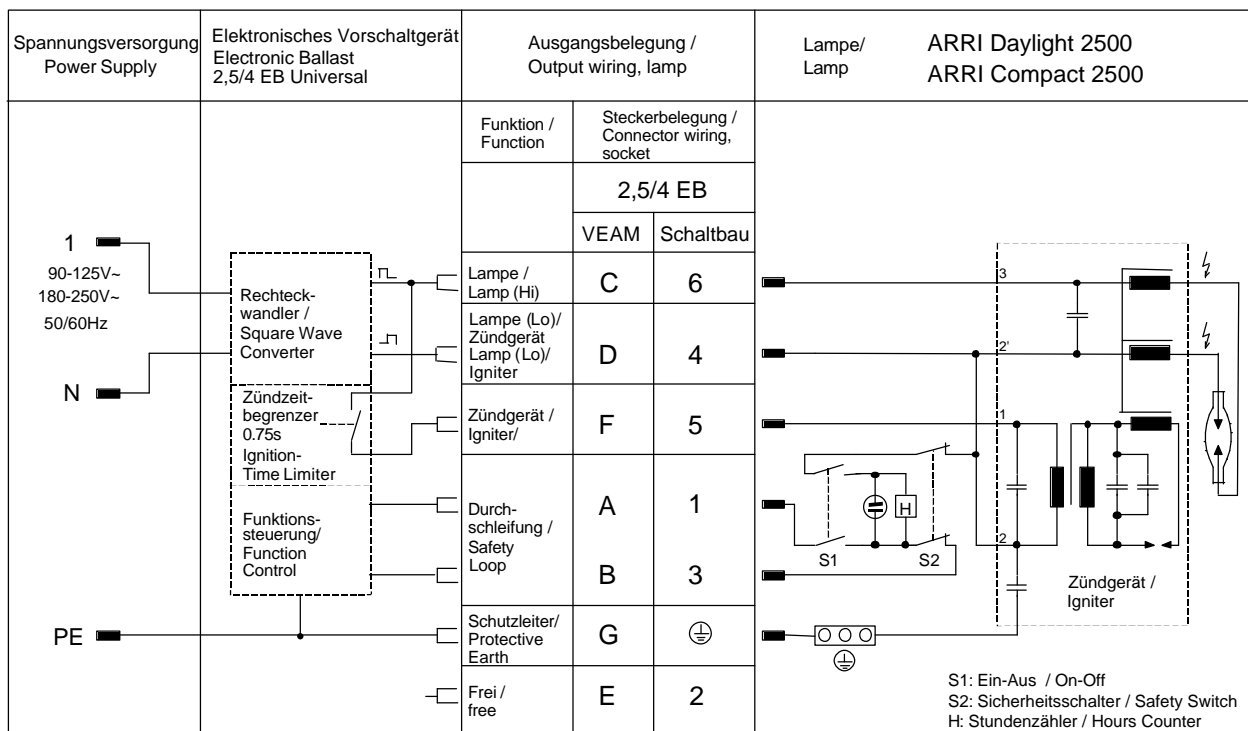 Spannungsversorgung
Power Supply
Elektronisches Vorschaltgerät
Electronic Ballast
2,5/4 EB Universal
Ausgangsbelegung /
Output wiring, lamp
Lampe/
Lamp
ARRI Daylight 2500
ARRI Compact 2500
Funktion /
Function
Steckerbelegung /
Connector wiring,
socket
2,5/4 EB
VEAM
Schaltbau
1
90-125V~
180-250V~
50/60Hz
N
PE
Rechteck-
wandler /
Square Wave
Converter
Zündzeit-
begrenzer
0.75s
Ignition-
Time Limiter
Funktions-
steuerung/
Function
Control
Lampe /
Lamp (Hi)
C
6
Lampe (Lo)/
Zündgerät
Lamp (Lo)/
Igniter
D
4
Zündgerät /
Igniter/
F
5
Durch-
schleifung /
Safety
Loop
A
1
B
3
Schutzleiter/
Protective
Earth
G
Frei /
free
E
2
3
2'
1
2
H
S1
S2
Zündgerät /
Igniter
S1: Ein-Aus / On-Off
S2: Sicherheitsschalter / Safety Switch
H: Stundenzähler / Hours Counter